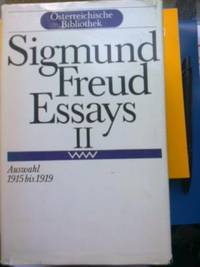 Österreichische
Bibliothek
Sigmund
Freud
Essays
II
Auswahl
1915 bis 1919